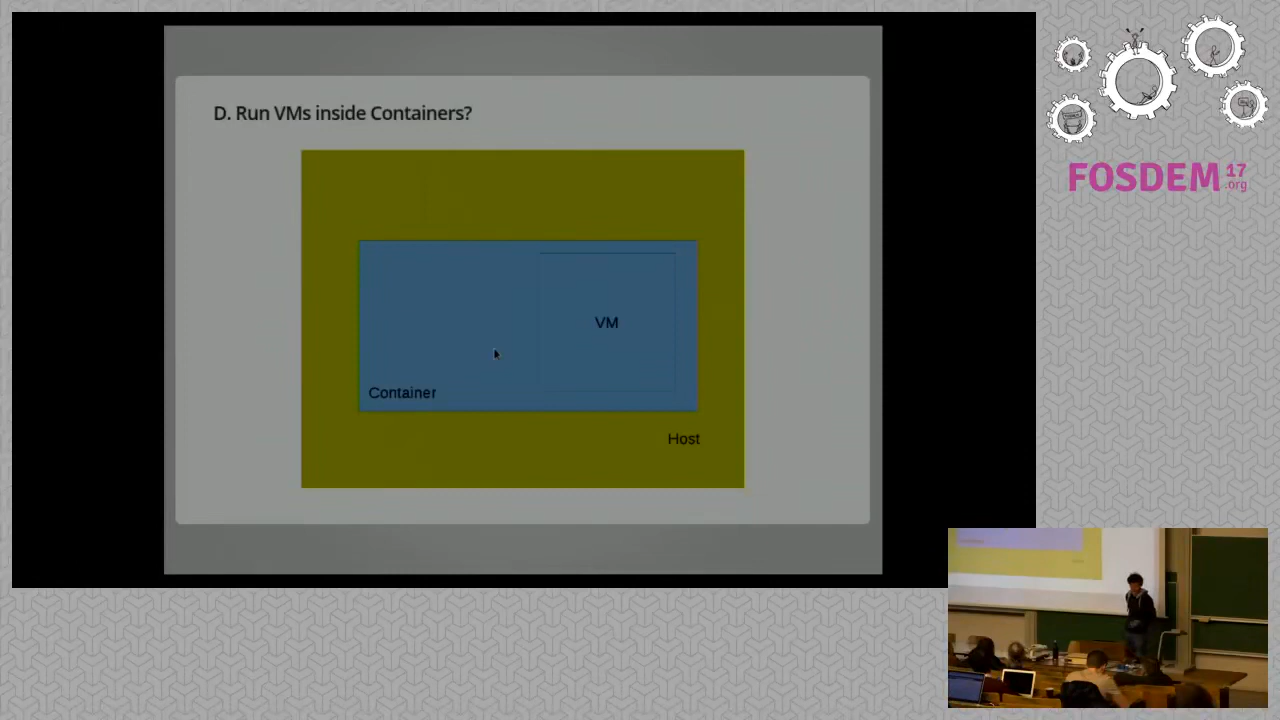 D. Run VMs inside Containers?
VM
Container
Host
FOSDEM 17
.org